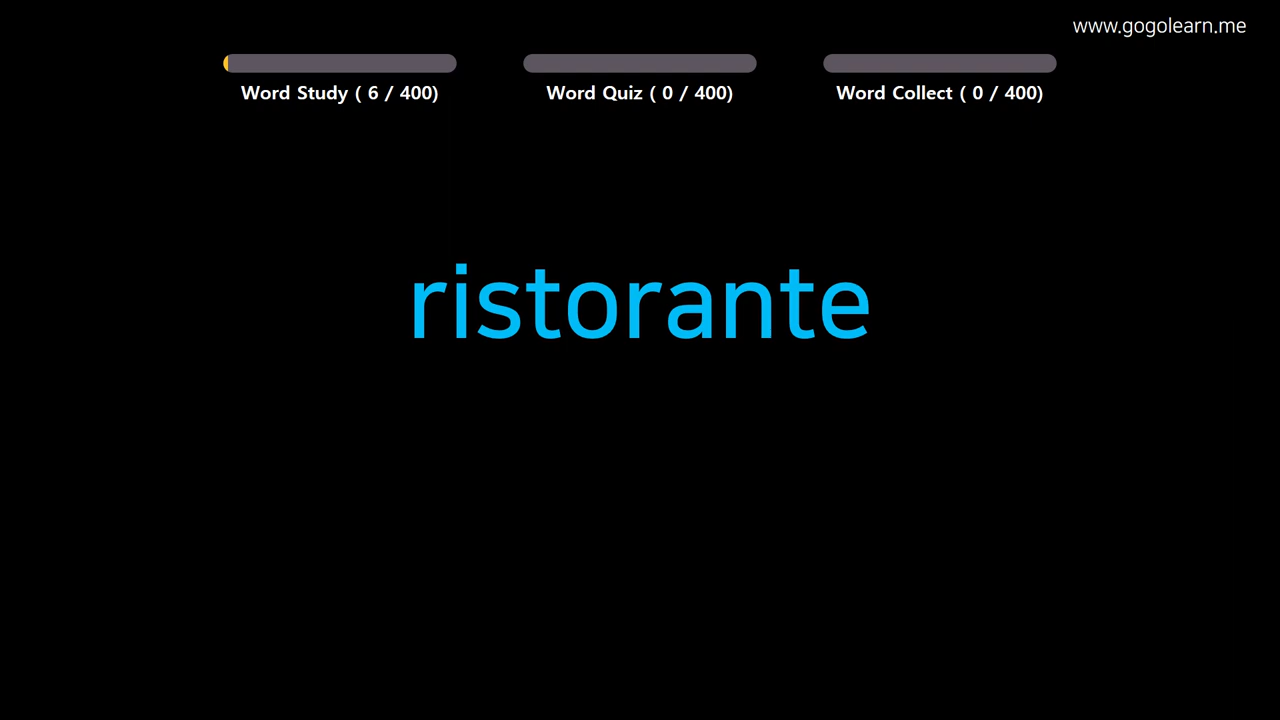 www.gogolearn.me
Word Study ( 6 / 400)
Word Quiz ( 0 / 400)
Word Collect ( 0 / 400)
ristorante